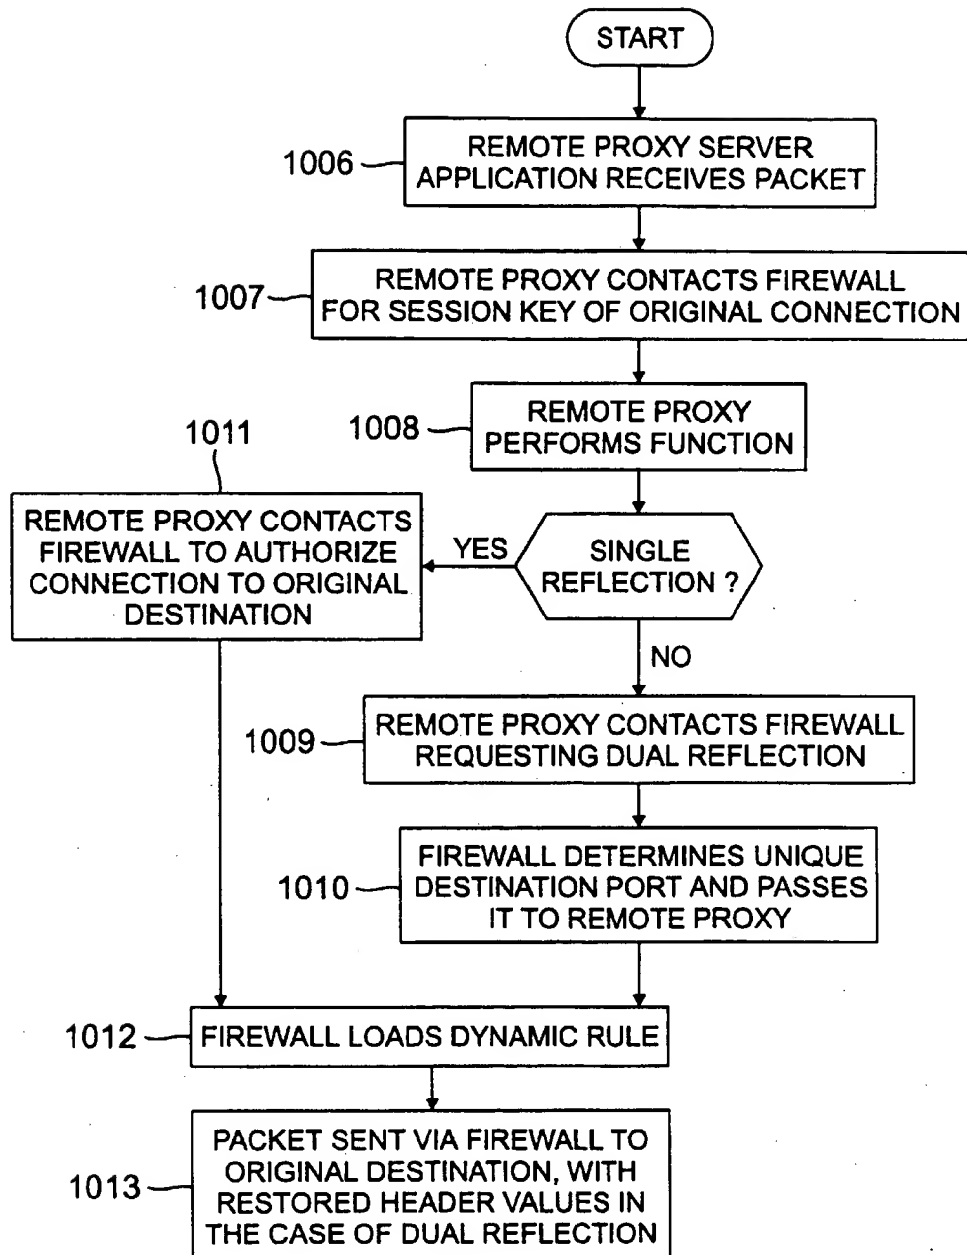 START
1006
REMOTE PROXY SERVER
APPLICATION RECEIVES PACKET
1007
REMOTE PROXY CONTACTS FIREWALL
FOR SESSION KEY OF ORIGINAL CONNECTION
1008
REMOTE PROXY
PERFORMS FUNCTION
SINGLE
REFLECTION ?
YES
1011
REMOTE PROXY CONTACTS
FIREWALL TO AUTHORIZE
CONNECTION TO ORIGINAL
DESTINATION
NO
1009
REMOTE PROXY CONTACTS FIREWALL
REQUESTING DUAL REFLECTION
1010
FIREWALL DETERMINES UNIQUE
DESTINATION PORT AND PASSES
IT TO REMOTE PROXY
1012
FIREWALL LOADS DYNAMIC RULE
1013
PACKET SENT VIA FIREWALL TO
ORIGINAL DESTINATION, WITH
RESTORED HEADER VALUES IN
THE CASE OF DUAL REFLECTION